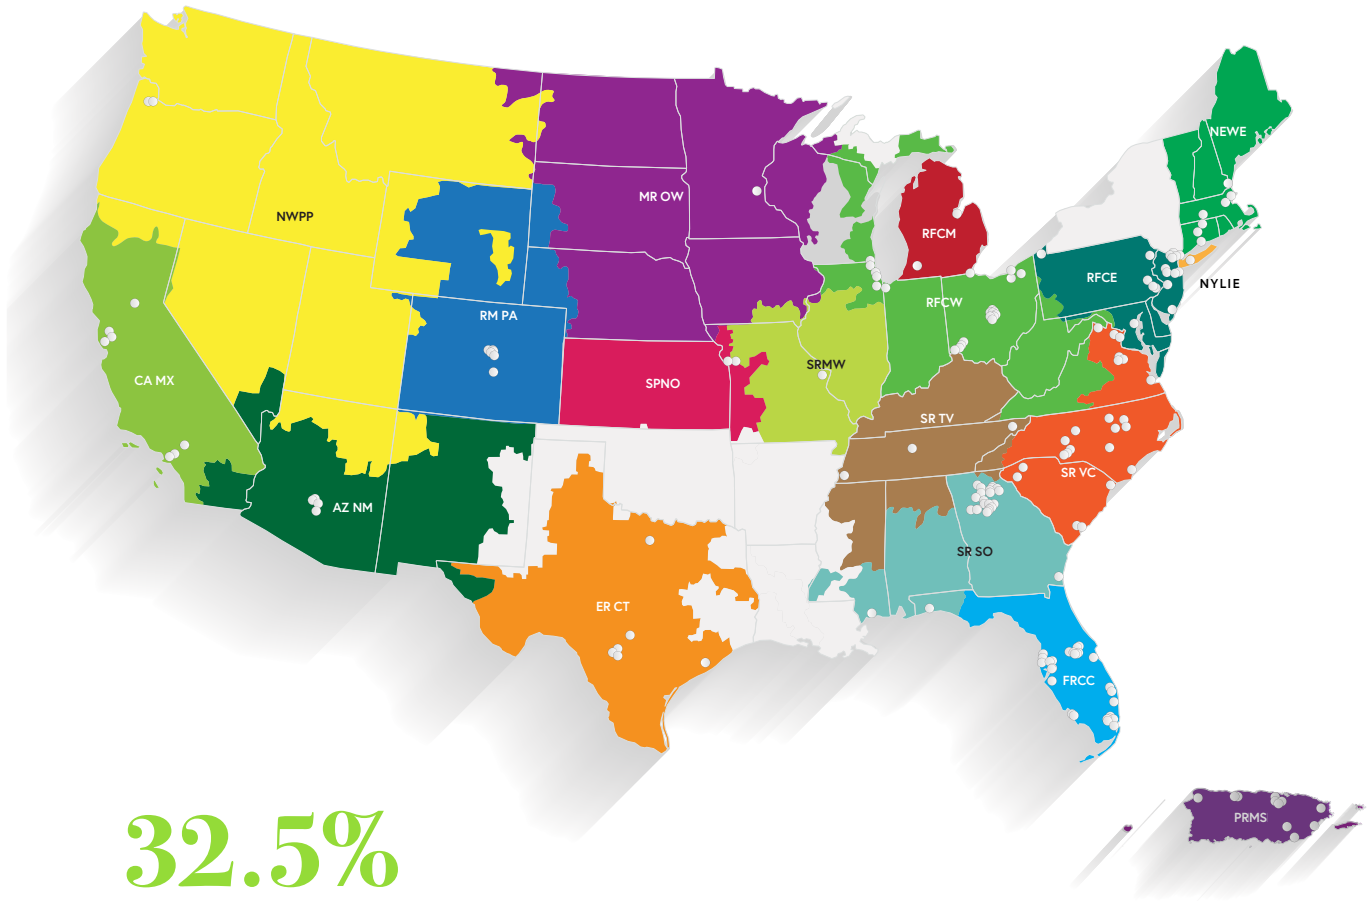 NEWE
MR OW
NWPP
RFCM
RFCE
NYLIE
RFCW
RM PA
SRMW
CA MX
SPNO
SR TV
SR VC
AZ NM
SR SO
ER CT
FRCC
PRMS
32.5%